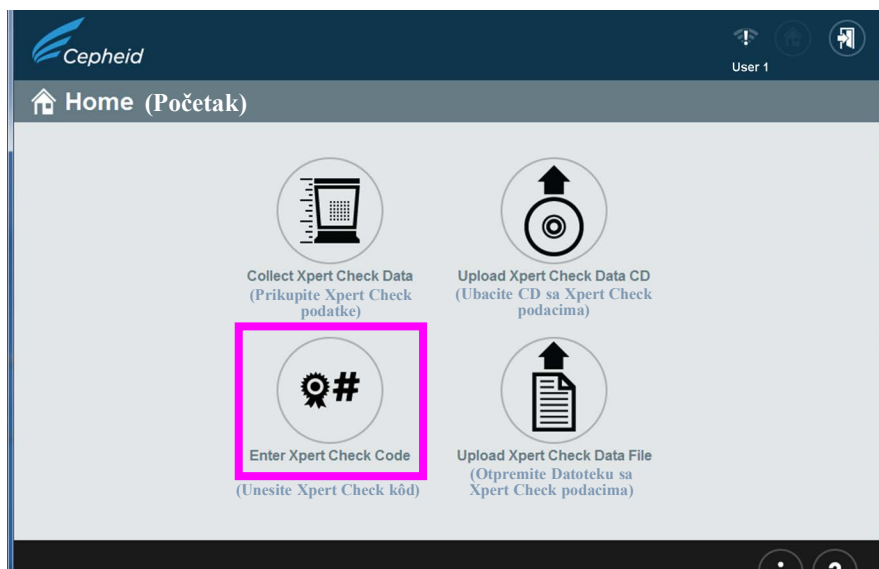 Cepheid
User 1
Home (Početak)
Collect Xpert Check Data
(Prikupite Xpert Check
podatke)
Upload Xpert Check Data CD
(Ubacite CD sa Xpert Check
podacima)
#
Enter Xpert Check Code
(Unesite Xpert Check kôd)
Upload Xpert Check Data File
(Otpremite Datoteku sa
Xpert Check podacima)
i ?